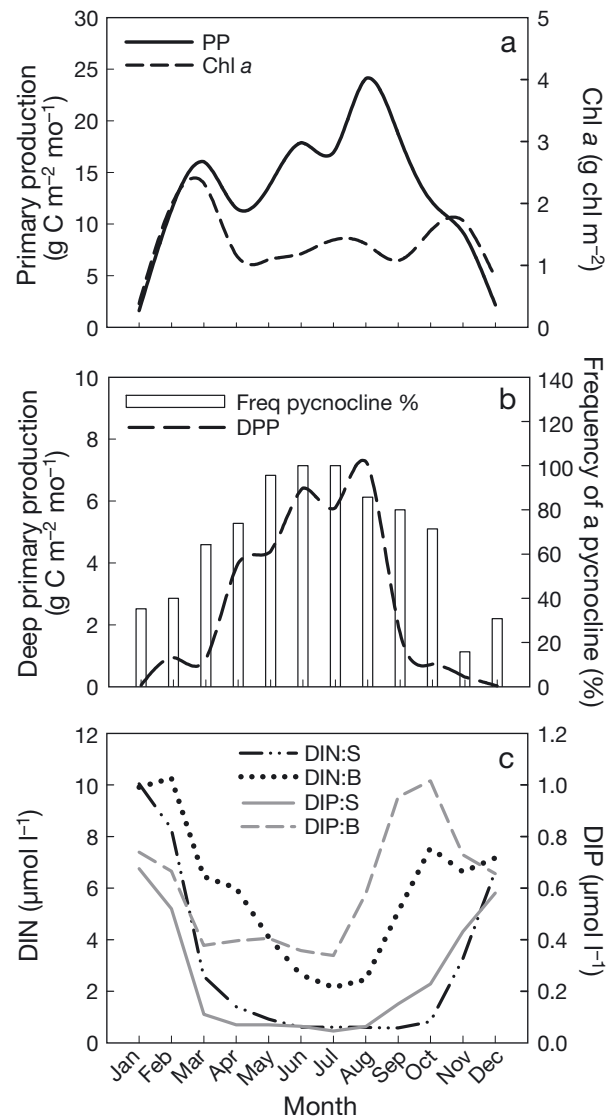 a
PP
Chl a
Primary production
(g C m–2 mo–1)
30
25
20
15
10
5
0
Chl a (g chl m–2)
5
4
3
2
1
0
b
Freq pycnocline %
DPP
Deep primary production
(g C m–2 mo–1)
10
8
6
4
2
0
Frequency of a pycnocline (%)
140
120
100
80
60
40
20
0
c
DIN:S
DIN:B
DIP:S
DIP:B
DIN (µmol l–1)
12
10
8
6
4
2
0
DIP (µmol l–1)
1.2
1.0
0.8
0.6
0.4
0.2
0.0
Jan
Feb
Mar
Apr
May
Jun
Jul
Aug
Sep
Oct
Nov
Dec
Month